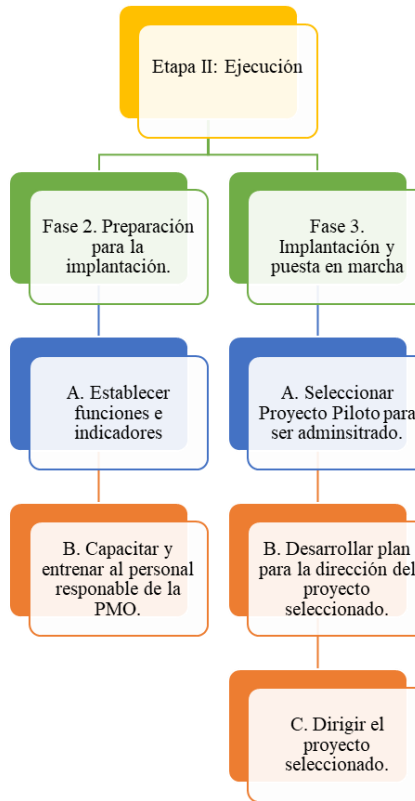 Etapa II: Ejecución
Fase 2. Preparación
para la
implantación.
A. Establecer
funciones e
indicadores
B. Capacitar y
entrenar al personal
responsable de la
PMO.
Fase 3.
Implantación y
puesta en marcha
A. Seleccionar
Proyecto Piloto para
ser adminsitrado.
B. Desarrollar plan
para la dirección del
proyecto
seleccionado.
C. Dirigir el
proyecto
seleccionado.